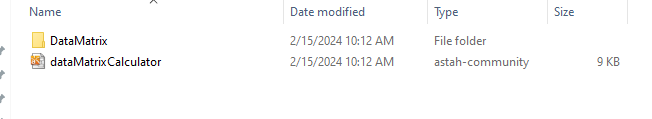 Name Date modified Type Size
DataMatrix 2/15/2024 10:12 AM File folder
dataMatrixCalculator 2/15/2024 10:12 AM astah-community 9 KB